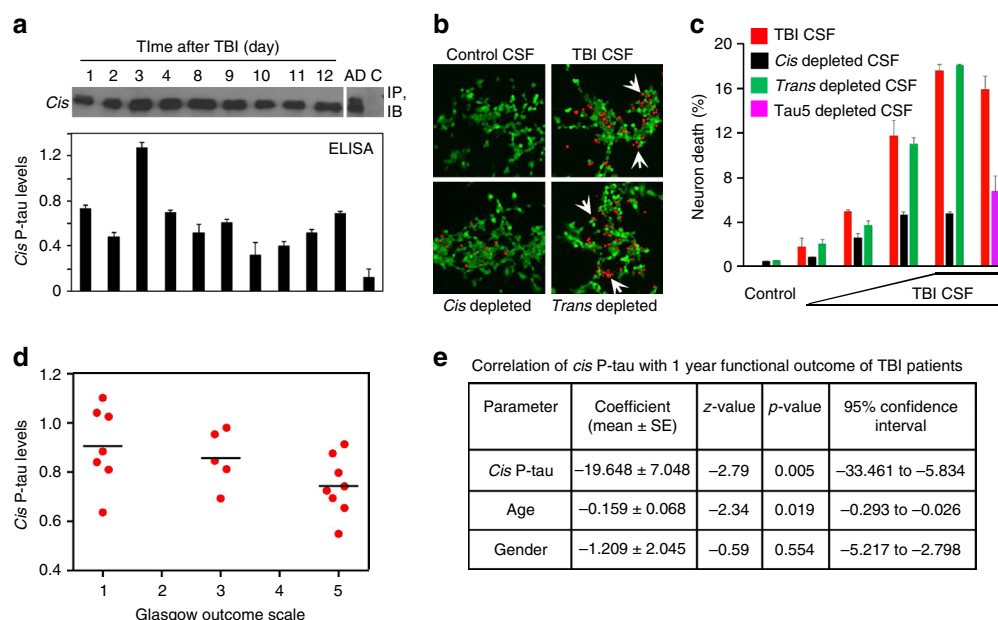 a
TIme after TBI (day)
1 2 3 4 8 9 10 11 12 AD C
Cis
IP,
IB
ELISA
Cis P-tau levels
1.2
0.8
0.4
0
b
Control CSF TBI CSF
Cis depleted Trans depleted
c
TBI CSF
Cis depleted CSF
Trans depleted CSF
Tau5 depleted CSF
Neuron death (%)
20
16
12
8
4
0
Control
TBI CSF
d
Cis P-tau levels
1.2
1.0
0.8
0.6
0.4
1 2 3 4 5
Glasgow outcome scale
e
Correlation of cis P-tau with 1 year functional outcome of TBI patients
Parameter Coefficient (mean ± SE) z-value p-value 95% confidence interval
Cis P-tau –19.648 ± 7.048 –2.79 0.005 –33.461 to –5.834
Age –0.159 ± 0.068 –2.34 0.019 –0.293 to –0.026
Gender –1.209 ± 2.045 –0.59 0.554 –5.217 to –2.798